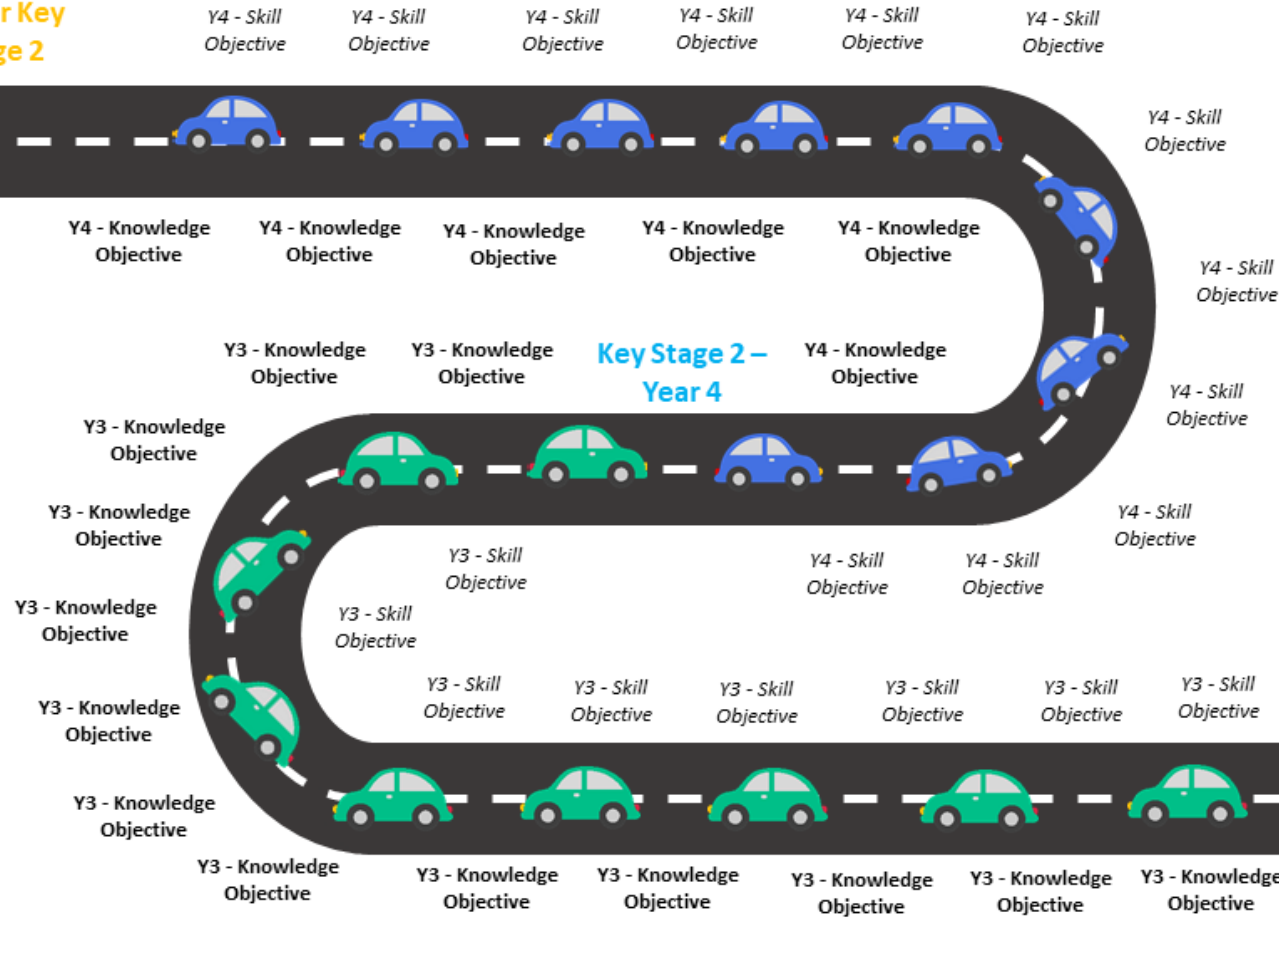 r Key
ge 2
Y4 - Skill
Objective
Y4 - Skill
Objective
Y4 - Skill
Objective
Y4 - Skill
Objective
Y4 - Skill
Objective
Y4 - Skill
Objective
Y4 - Skill
Objective
Y4 - Knowledge
Objective
Y4 - Knowledge
Objective
Y4 - Knowledge
Objective
Y4 - Knowledge
Objective
Y4 - Knowledge
Objective
Y4 - Skill
Objective
Y3 - Knowledge
Objective
Y3 - Knowledge
Objective
Key Stage 2 –
Year 4
Y4 - Knowledge
Objective
Y4 - Skill
Objective
Y3 - Knowledge
Objective
Y3 - Knowledge
Objective
Y4 - Skill
Objective
Y3 - Skill
Objective
Y4 - Skill
Objective
Y4 - Skill
Objective
Y3 - Knowledge
Objective
Y3 - Skill
Objective
Y3 - Skill
Objective
Y3 - Skill
Objective
Y3 - Skill
Objective
Y3 - Skill
Objective
Y3 - Skill
Objective
Y3 - Skill
Objective
Y3 - Knowledge
Objective
Y3 - Knowledge
Objective
Y3 - Knowledge
Objective
Y3 - Knowledge
Objective
Y3 - Knowledge
Objective
Y3 - Knowledge
Objective
Y3 - Knowledge
Objective
Y3 - Knowledge
Objective